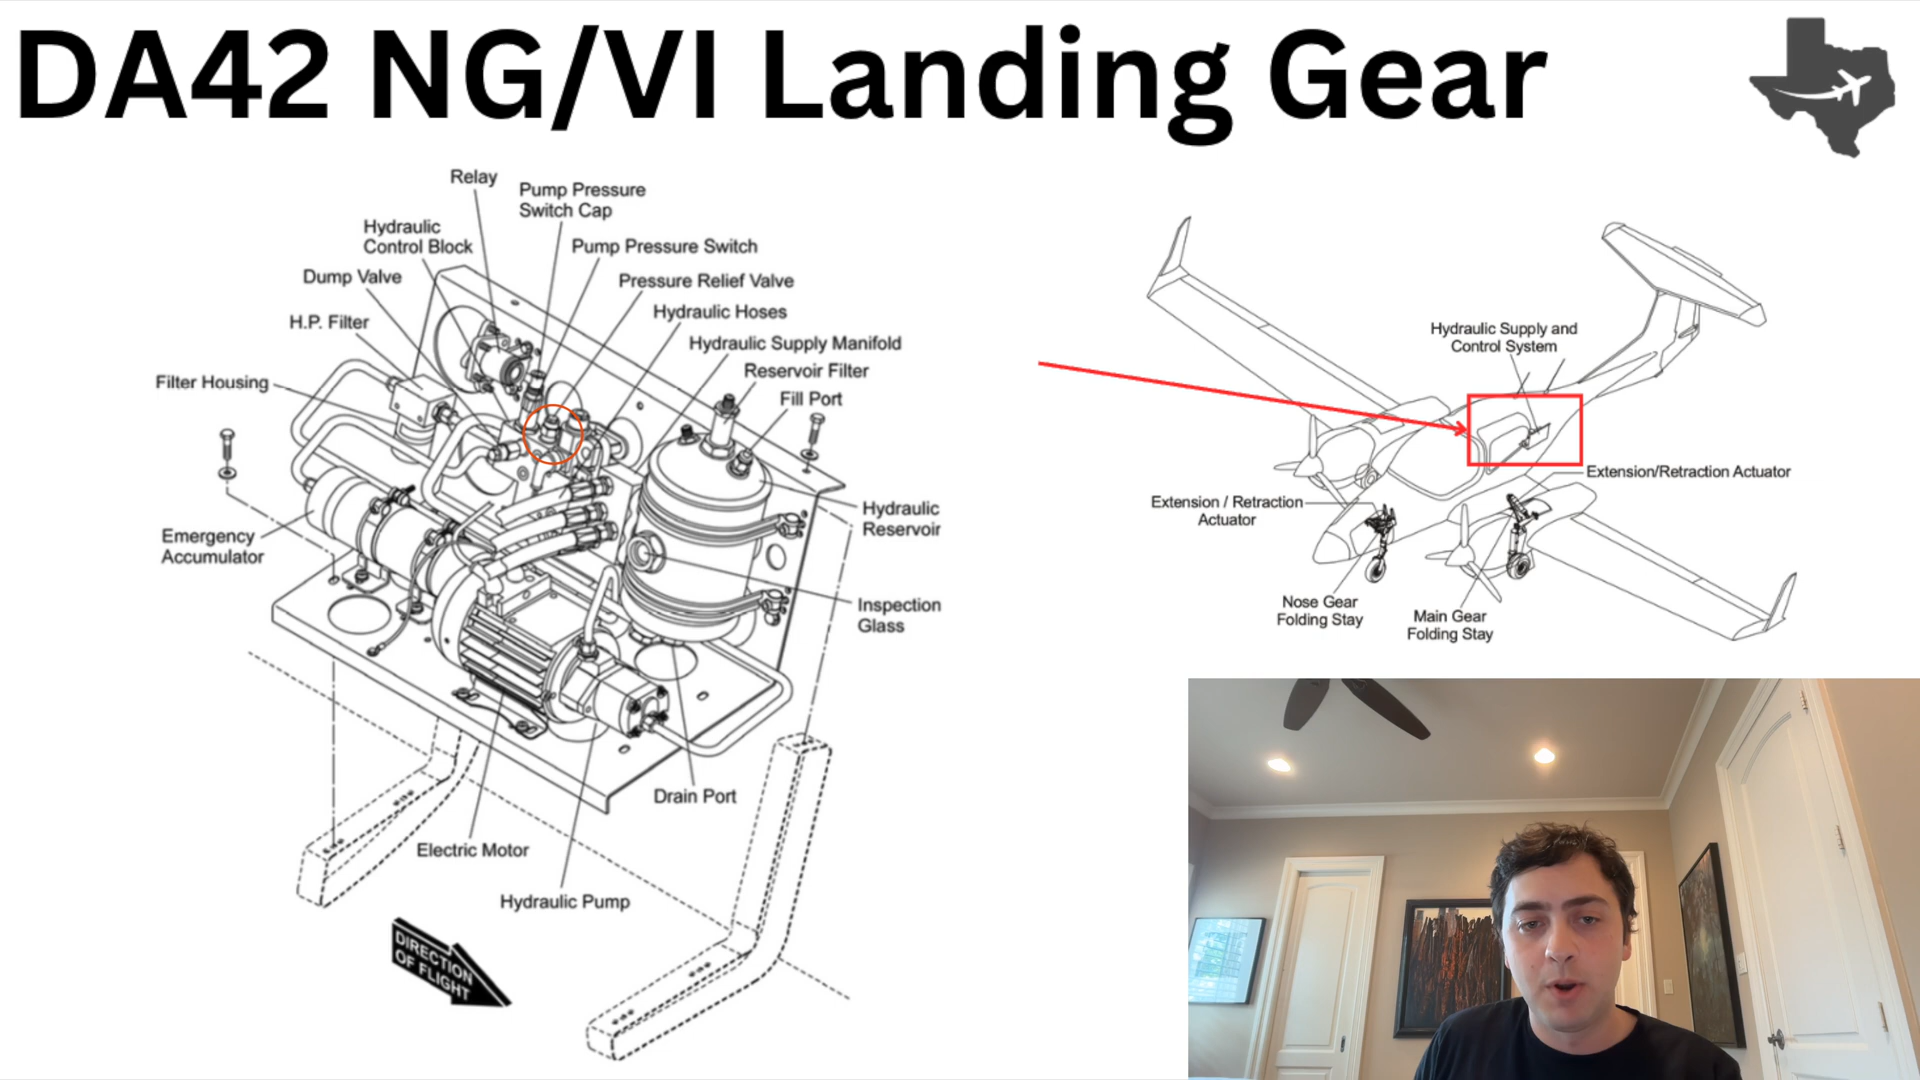 DA42 NG/VI Landing Gear
Relay
Pump Pressure
Switch Cap
Hydraulic
Control Block
Pump Pressure Switch
Dump Valve
Pressure Relief Valve
H.P. Filter
Hydraulic Hoses
Hydraulic Supply Manifold
Reservoir Filter
Filter Housing
Fill Port
Hydraulic
Reservoir
Emergency
Accumulator
Inspection
Glass
Drain Port
Electric Motor
Hydraulic Pump
DIRECTION
OF FLIGHT
Hydraulic Supply and
Control System
Extension/Retraction Actuator
Extension / Retraction
Actuator
Nose Gear
Folding Stay
Main Gear
Folding Stay